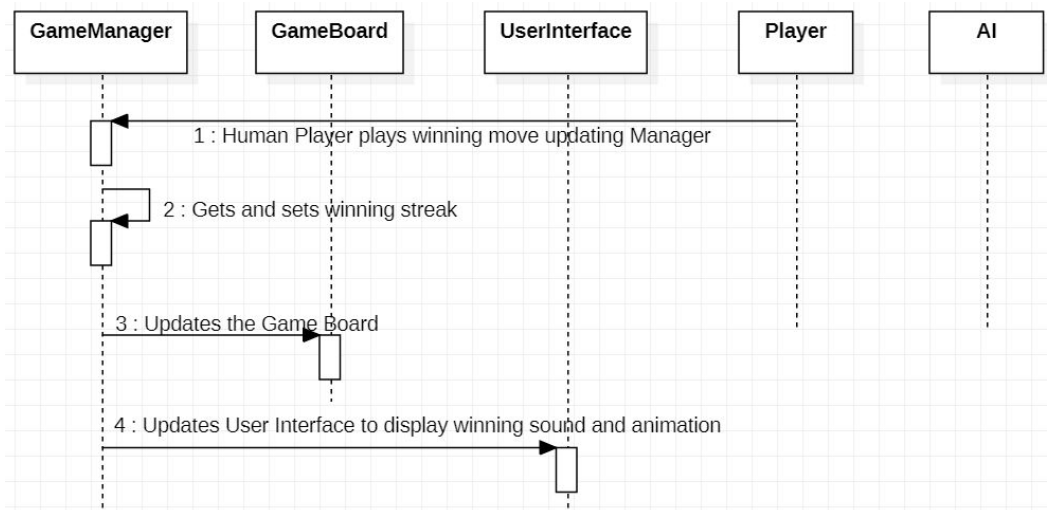 GameManager
GameBoard
UserInterface
Player
AI
1 : Human Player plays winning move updating Manager
2 : Gets and sets winning streak
3 : Updates the Game Board
4 : Updates User Interface to display winning sound and animation